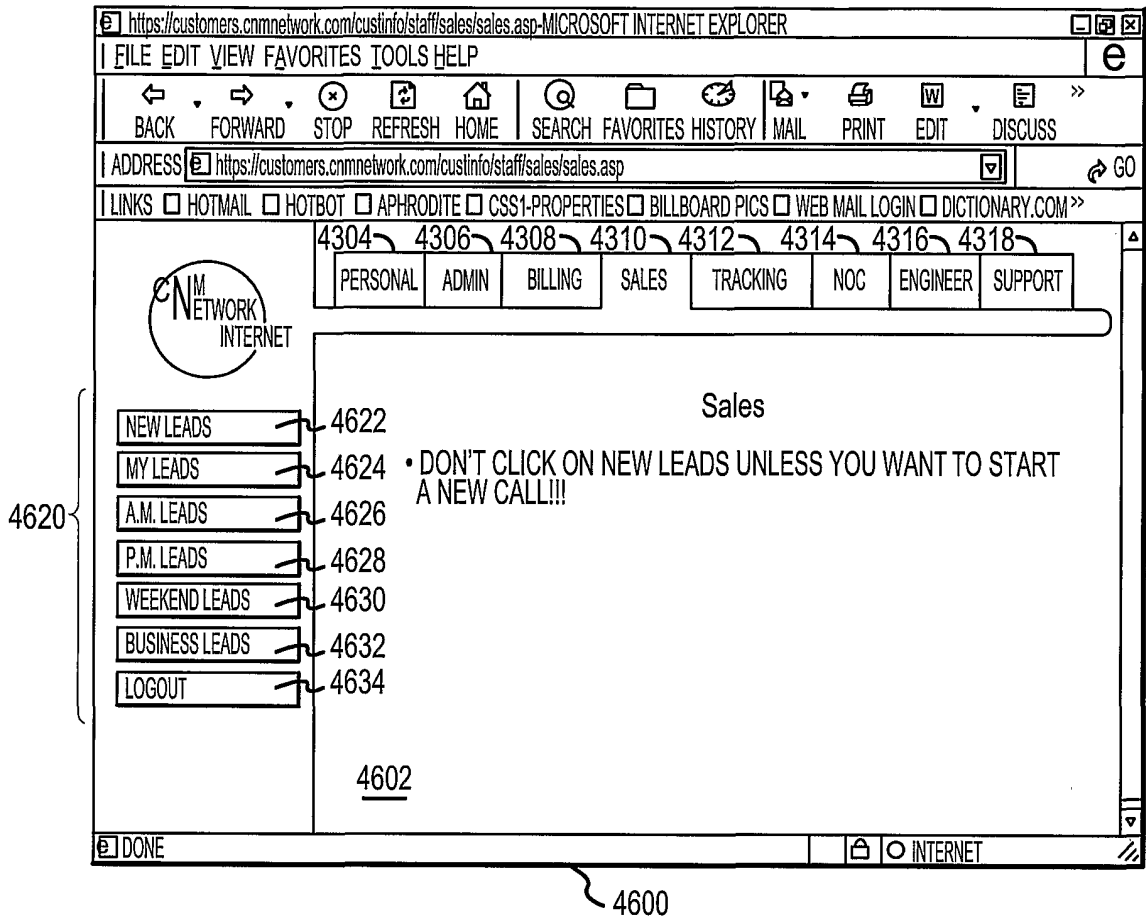 https://customers.cnmnetwork.com/custinfo/staff/sales/sales.asp-MICROSOFT INTERNET EXPLORER
FILE EDIT VIEW FAVORITES TOOLS HELP
e
BACK FORWARD STOP REFRESH HOME SEARCH FAVORITES HISTORY MAIL PRINT EDIT DISCUSS »
ADDRESS https://customers.cnmnetwork.com/custinfo/staff/sales/sales.asp GO
LINKS HOTMAIL HOTBOT APHRODITE CSS1-PROPERTIES BILLBOARD PICS WEB MAIL LOGIN DICTIONARY.COM »
4304 4306 4308 4310 4312 4314 4316 4318
PERSONAL ADMIN BILLING SALES TRACKING NOC ENGINEER SUPPORT
CNM
NETWORK
INTERNET
Sales
NEW LEADS 4622
• DON'T CLICK ON NEW LEADS UNLESS YOU WANT TO START
A NEW CALL!!!
MY LEADS 4624
4620
A.M. LEADS 4626
P.M. LEADS 4628
WEEKEND LEADS 4630
BUSINESS LEADS 4632
LOGOUT 4634
4602
DONE INTERNET
4600